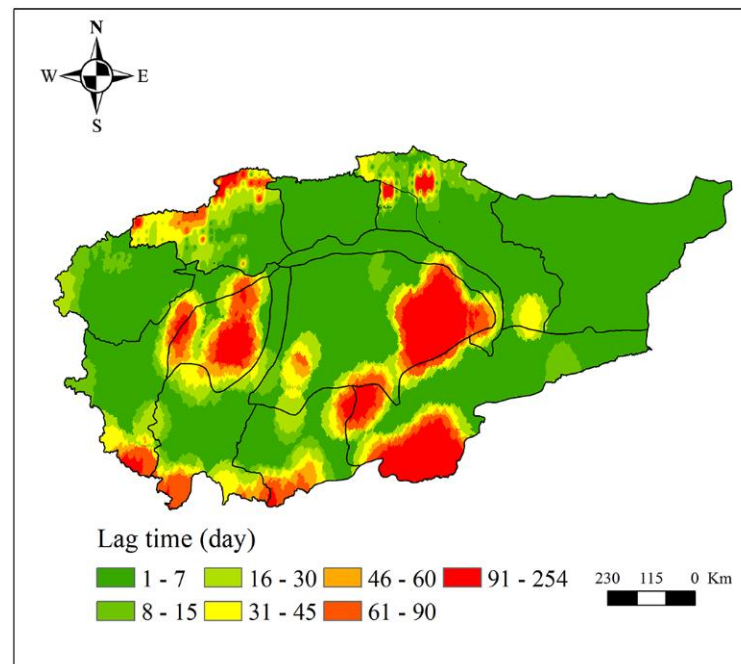 N
W E
S
Lag time (day)
1 - 7 16 - 30 46 - 60 91 - 254
8 - 15 31 - 45 61 - 90
230 115 0 Km